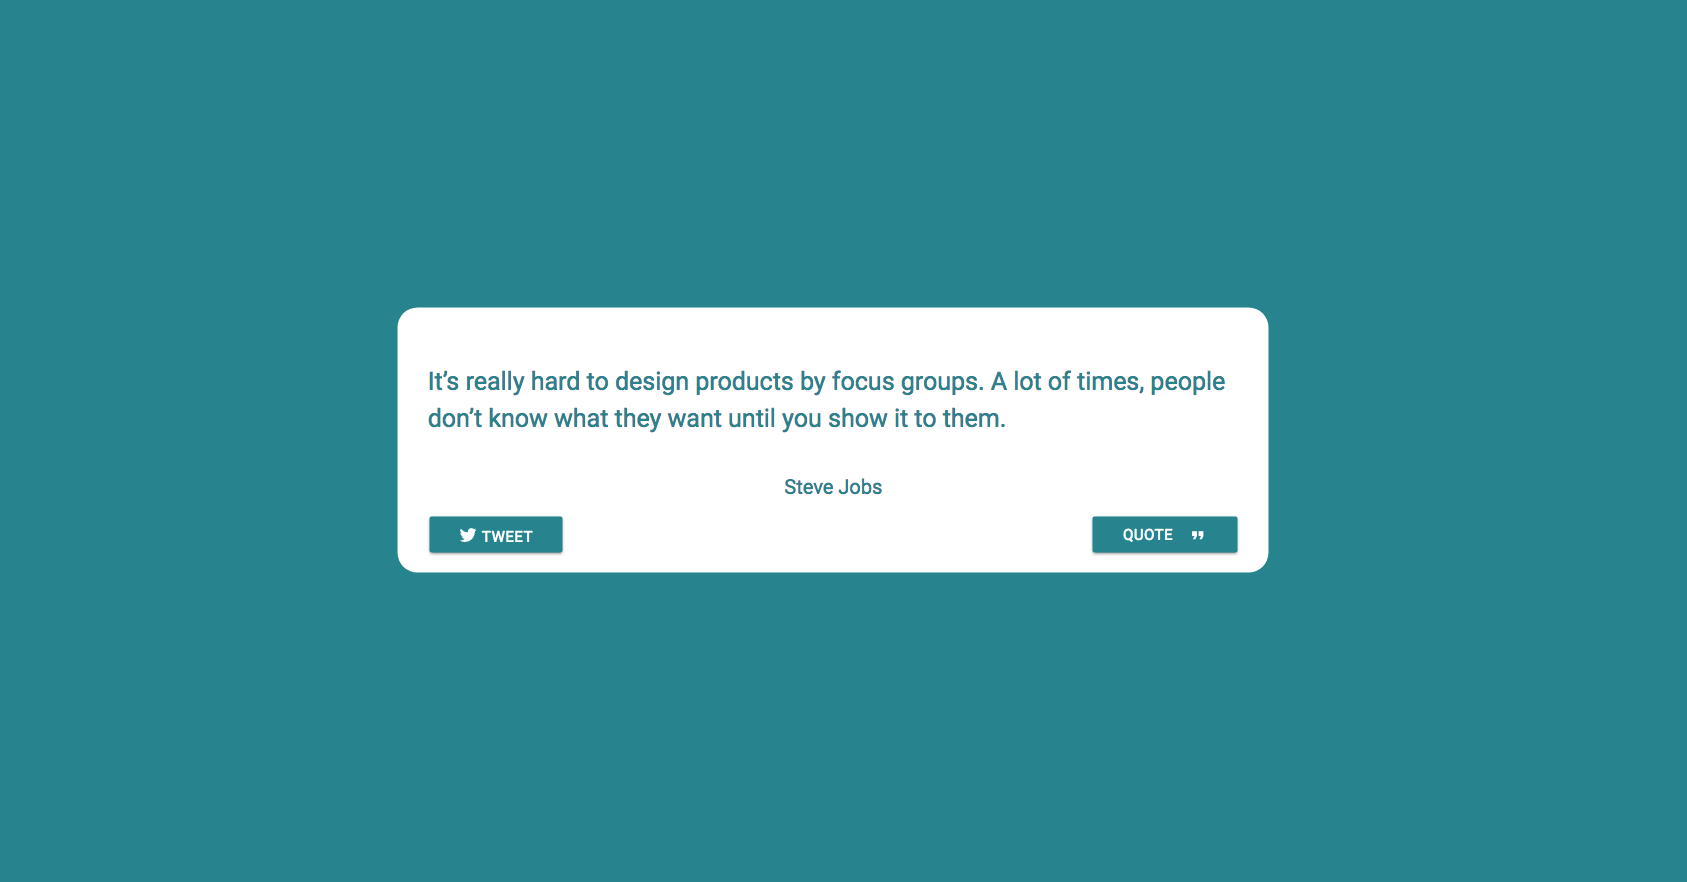 It’s really hard to design products by focus groups. A lot of times, people
don’t know what they want until you show it to them.
Steve Jobs
TWEET
QUOTE ”